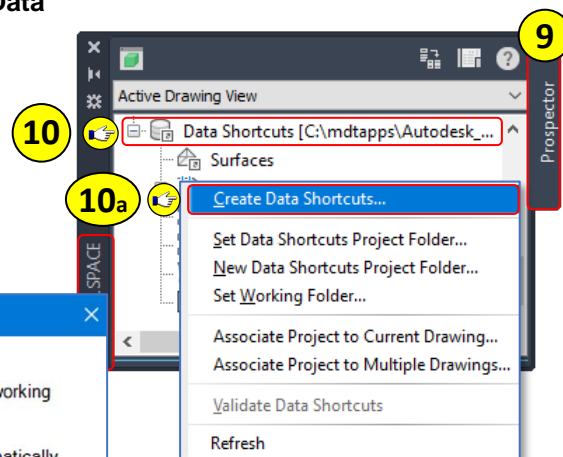 Data
9
Active Drawing View
Prospector
10
Data Shortcuts [C:\mdtapps\Autodesk_...
Surfaces
10a
Create Data Shortcuts...
Set Data Shortcuts Project Folder...
New Data Shortcuts Project Folder...
SPACE
Set Working Folder...
Associate Project to Current Drawing...
Associate Project to Multiple Drawings...
Validate Data Shortcuts
Refresh